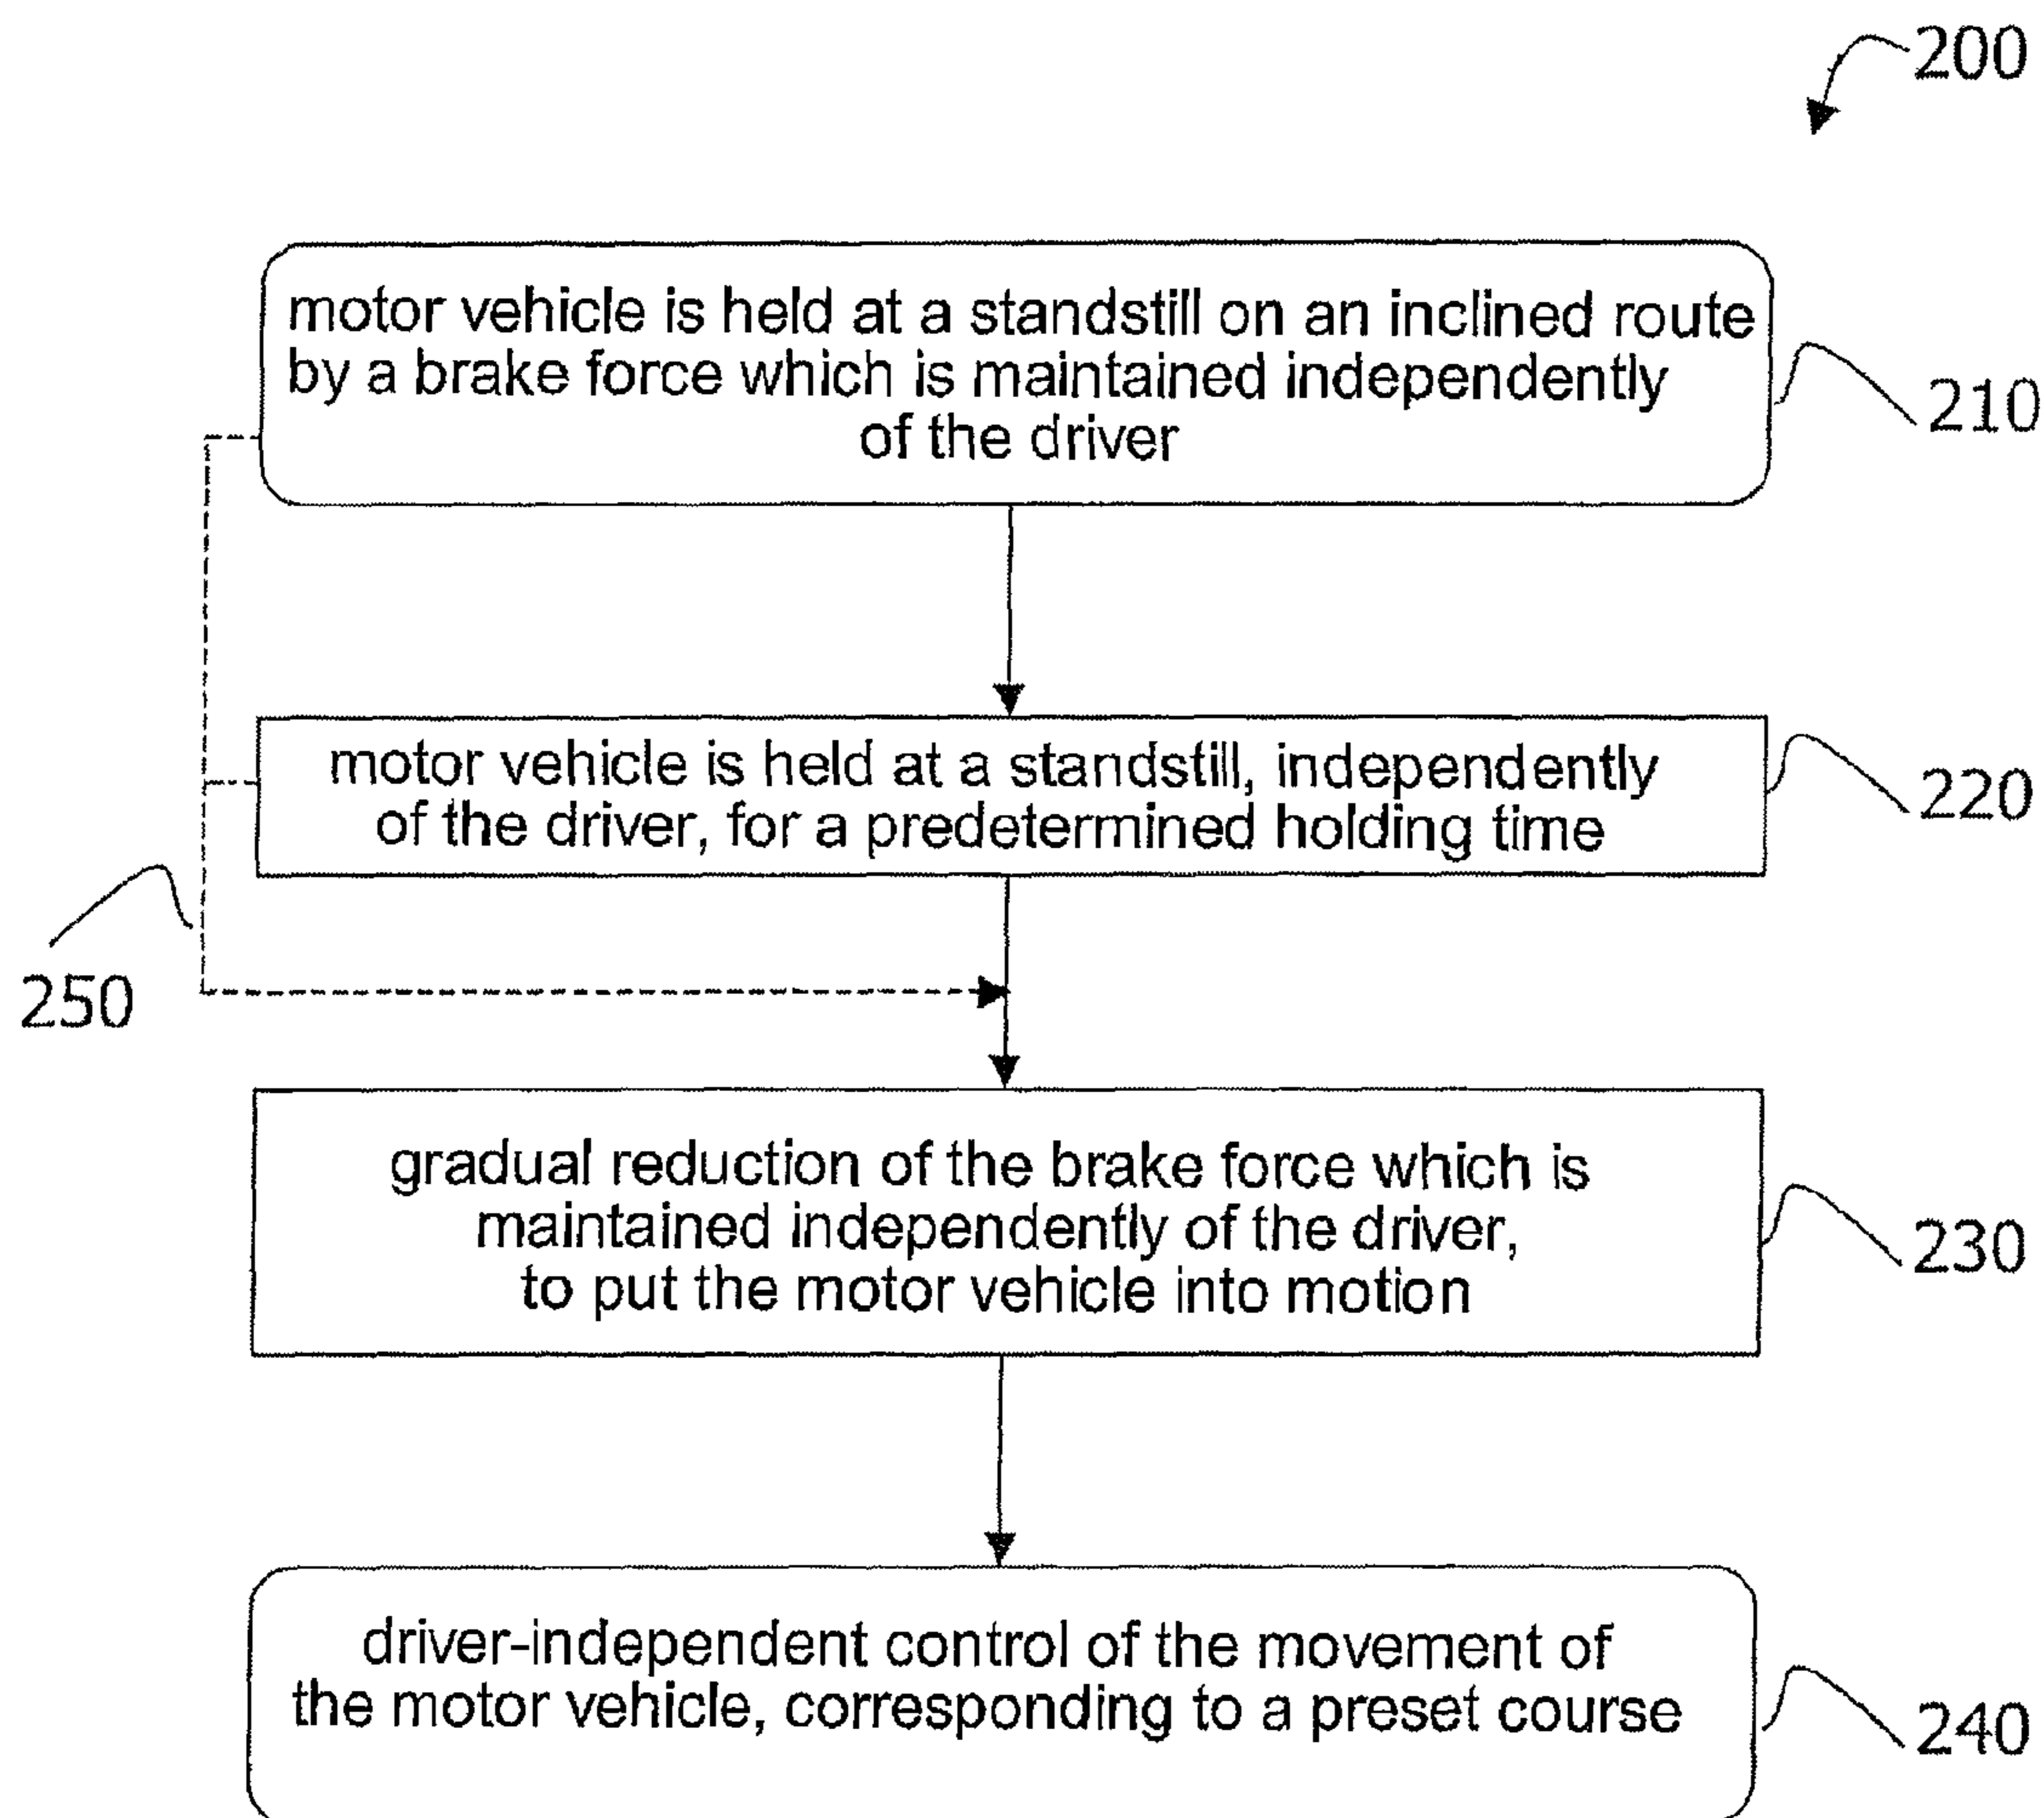 200
motor vehicle is held at a standstill on an inclined route
by a brake force which is maintained independently
of the driver
210
motor vehicle is held at a standstill, independently
of the driver, for a predetermined holding time
220
250
gradual reduction of the brake force which is
maintained independently of the driver,
to put the motor vehicle into motion
230
driver-independent control of the movement of
the motor vehicle, corresponding to a preset course
240